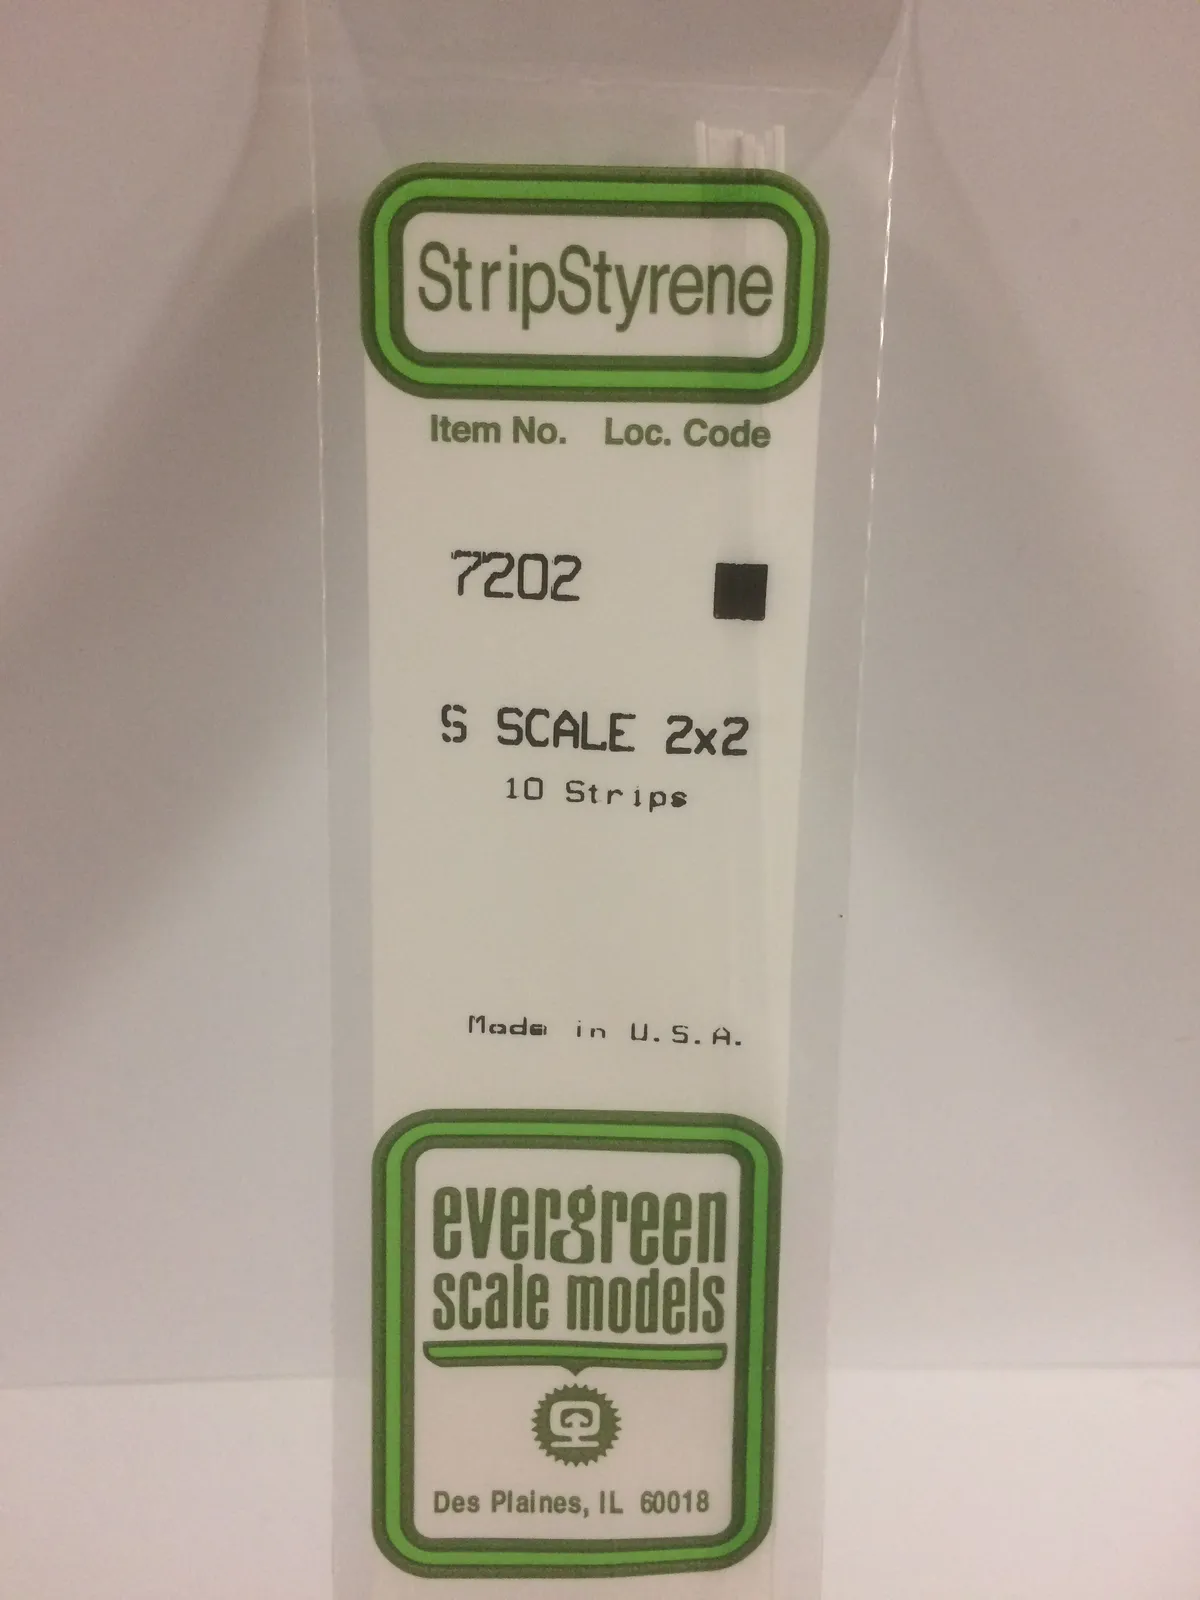 StripStyrene
Item No. Loc. Code
7202
S SCALE 2x2
10 Strips
Made in U.S.A.
evergreen
scale models
Des Plaines, IL 60018